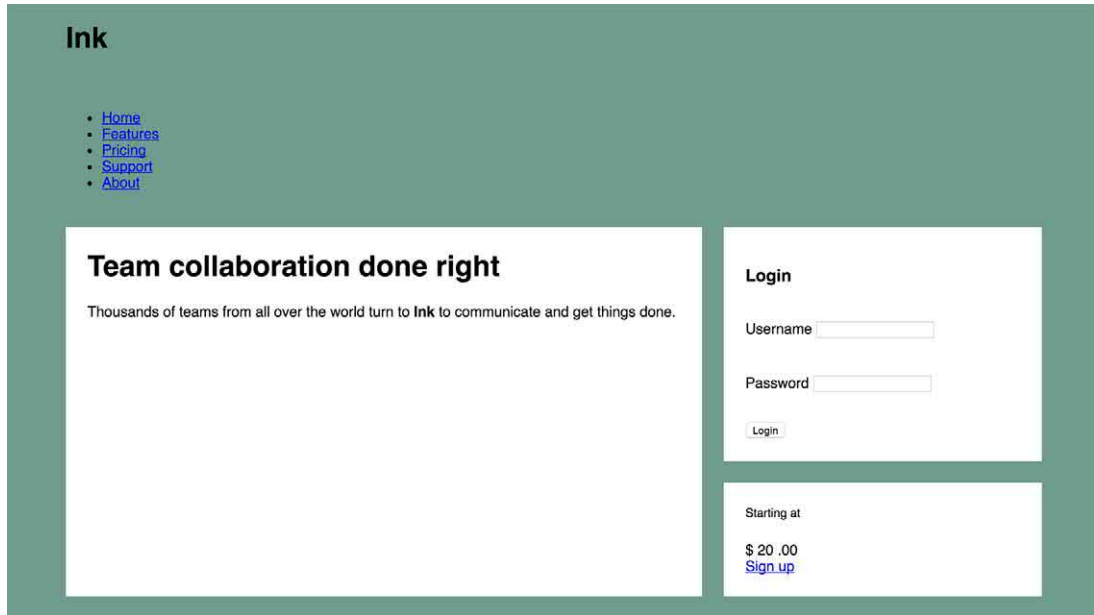 Ink
Home
Features
Pricing
Support
About
Team collaboration done right
Thousands of teams from all over the world turn to Ink to communicate and get things done.
Login
Username
Password
Login
Starting at
$ 20 .00
Sign up